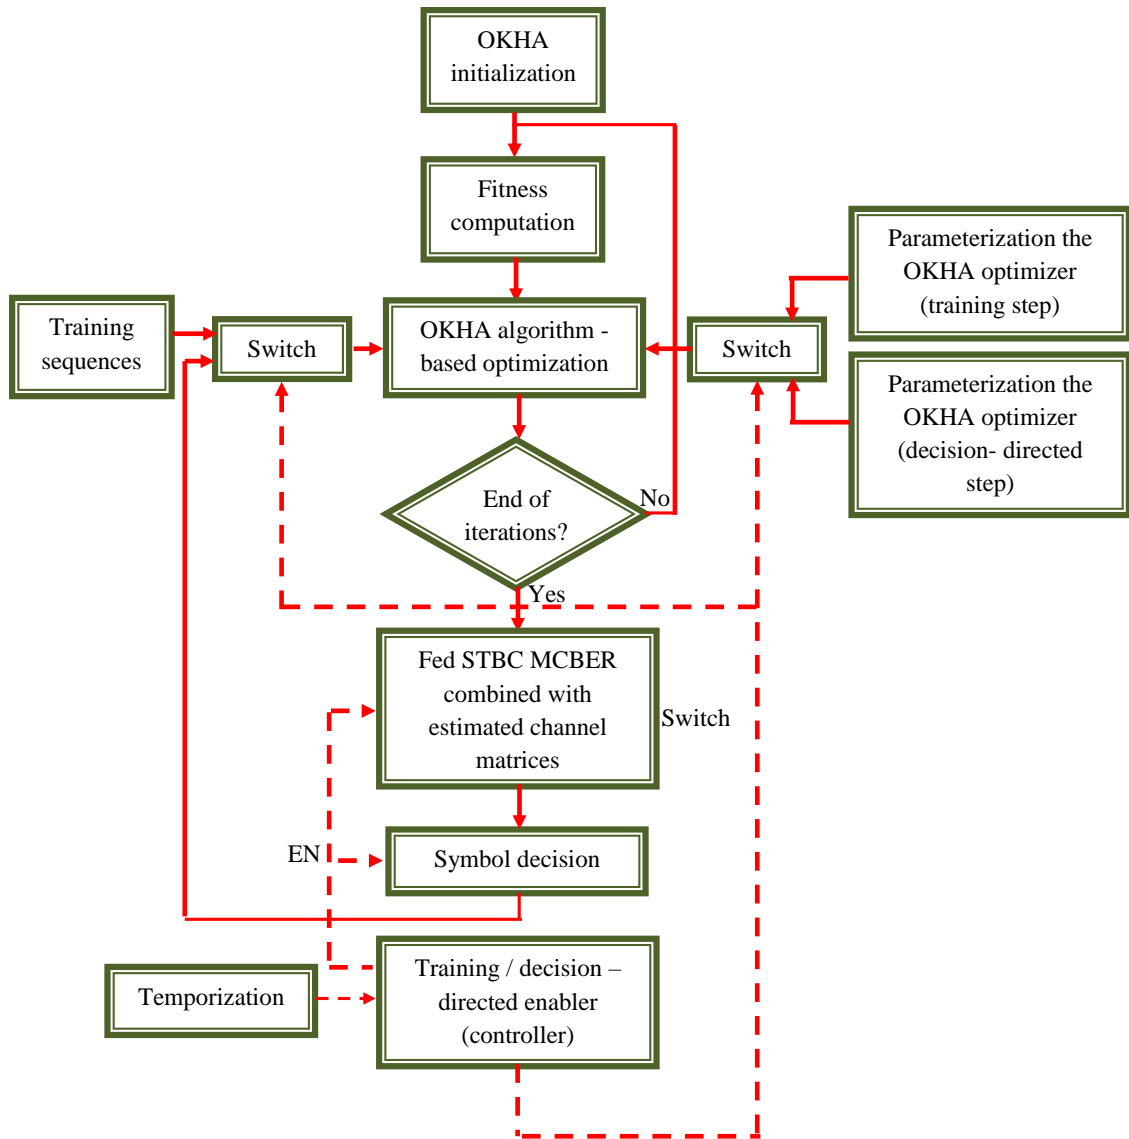 OKHA
initialization
Fitness
computation
Parameterization the
OKHA optimizer
(training step)
Training
sequences
Switch
OKHA algorithm -
based optimization
Switch
Parameterization the
OKHA optimizer
(decision- directed
step)
End of
iterations?
No
Yes
Fed STBC MCBER
combined with
estimated channel
matrices
Switch
EN
Symbol decision
Temporization
Training / decision –
directed enabler
(controller)